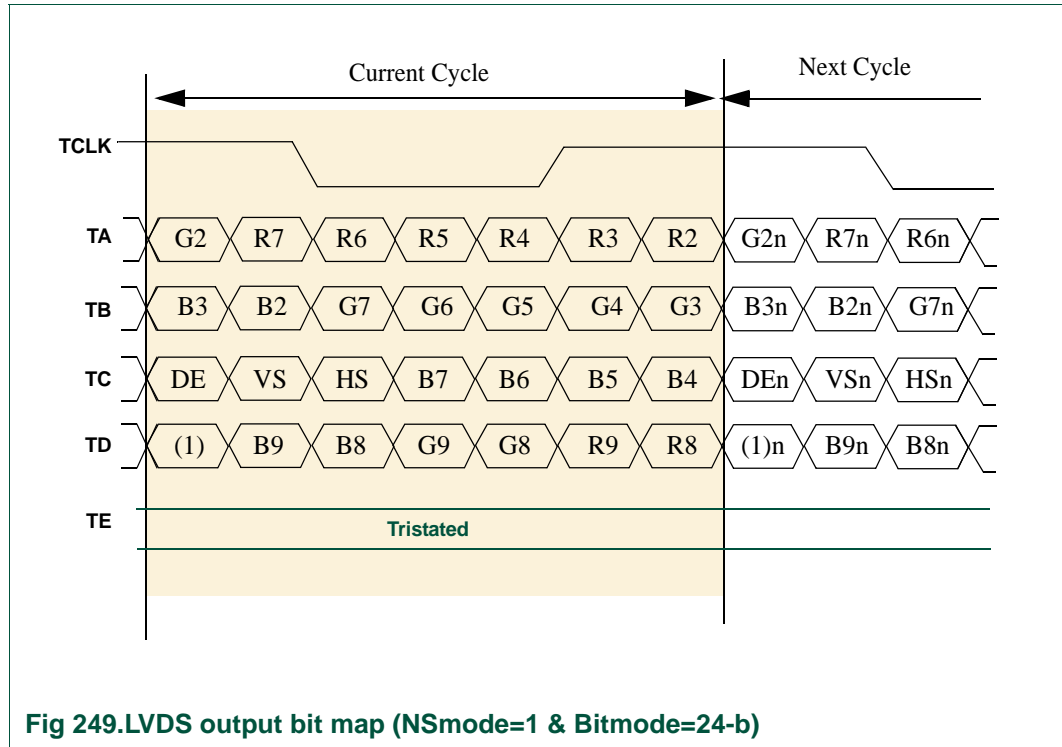 Current Cycle Next Cycle
TCLK
TA G2 R7 R6 R5 R4 R3 R2 G2n R7n R6n
TB B3 B2 G7 G6 G5 G4 G3 B3n B2n G7n
TC DE VS HS B7 B6 B5 B4 DEn VSn HSn
TD (1) B9 B8 G9 G8 R9 R8 (1)n B9n B8n
TE Tristated
Fig 249.LVDS output bit map (NSmode=1 & Bitmode=24-b)